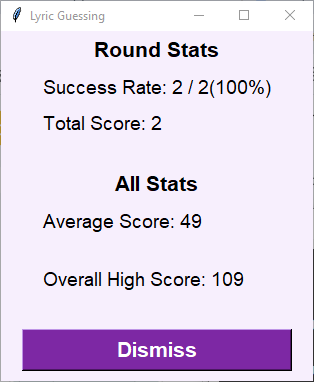 Lyric Guessing
Round Stats
Success Rate: 2 / 2(100%)
Total Score: 2
All Stats
Average Score: 49
Overall High Score: 109
Dismiss